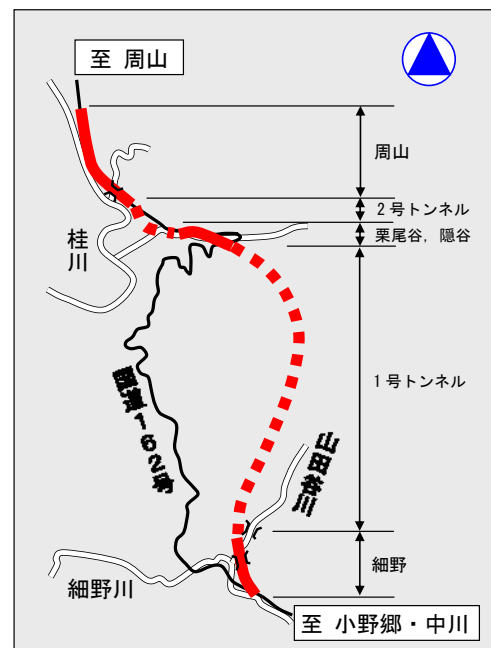 至 周山
周山
2号トンネル
栗尾谷，隠谷
桂川
1号トンネル
国道162号
山田谷川
細野
細野川
至 小野郷・中川